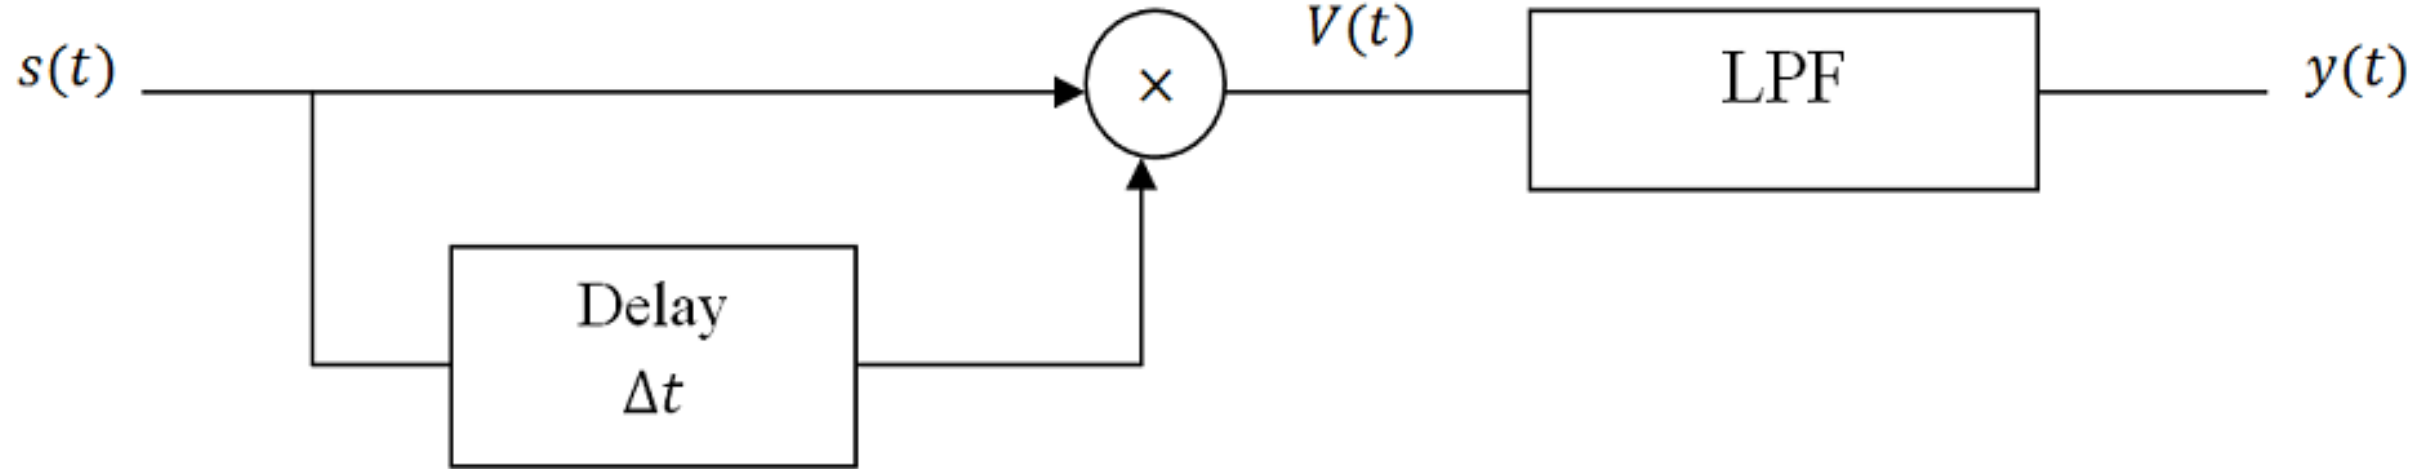 s(t)
×
V(t)
LPF
y(t)
Delay
Δt